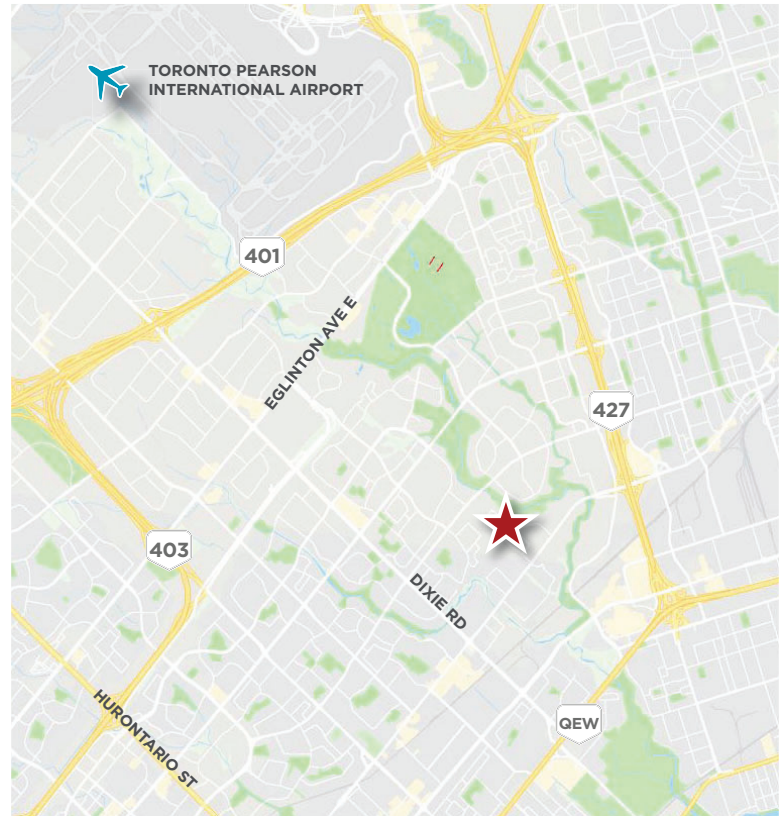 TORONTO PEARSON
INTERNATIONAL AIRPORT
401
EGLINTON AVE E
427
403
DIXIE RD
HURONTARIO ST
QEW